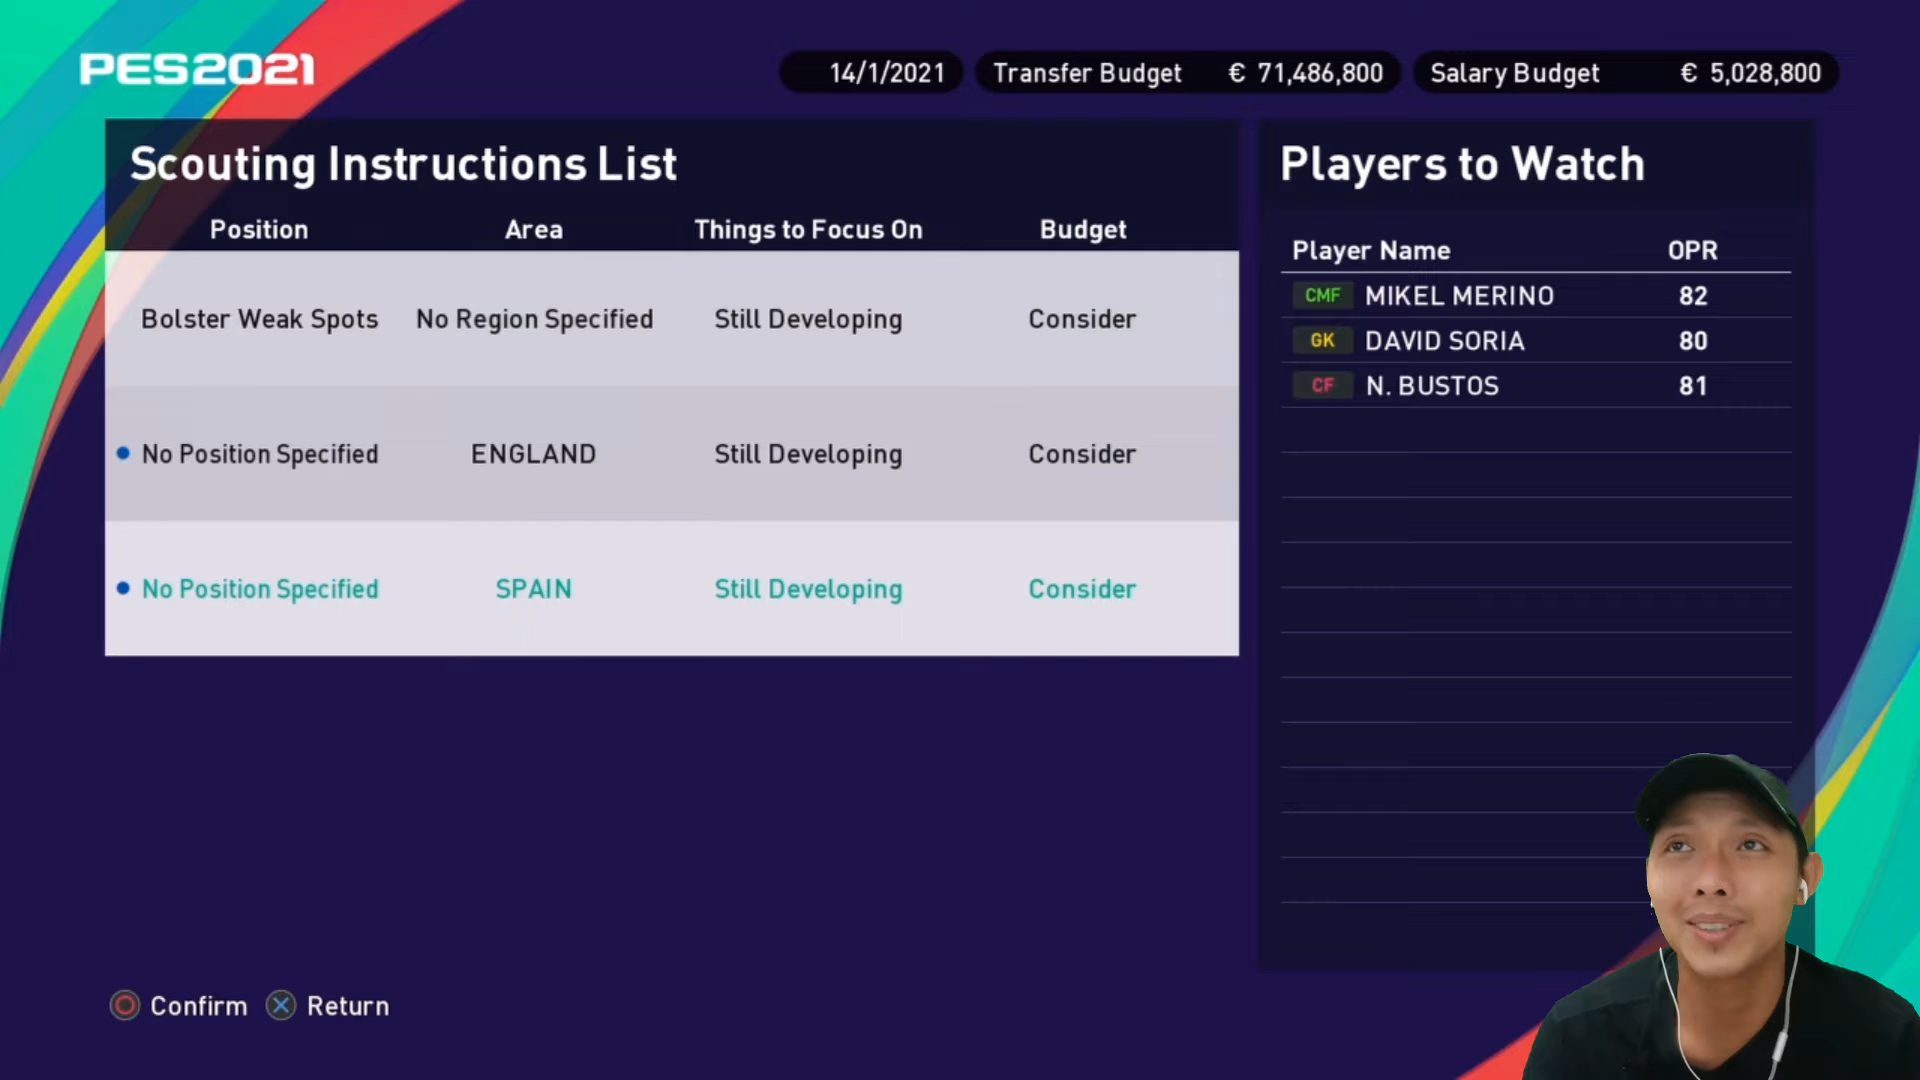 PES2021
14/1/2021 Transfer Budget € 71,486,800 Salary Budget € 5,028,800
Scouting Instructions List
Position Area Things to Focus On Budget
Bolster Weak Spots No Region Specified Still Developing Consider
No Position Specified ENGLAND Still Developing Consider
No Position Specified SPAIN Still Developing Consider
Players to Watch
Player Name OPR
CMF MIKEL MERINO 82
GK DAVID SORIA 80
CF N. BUSTOS 81
Confirm Return